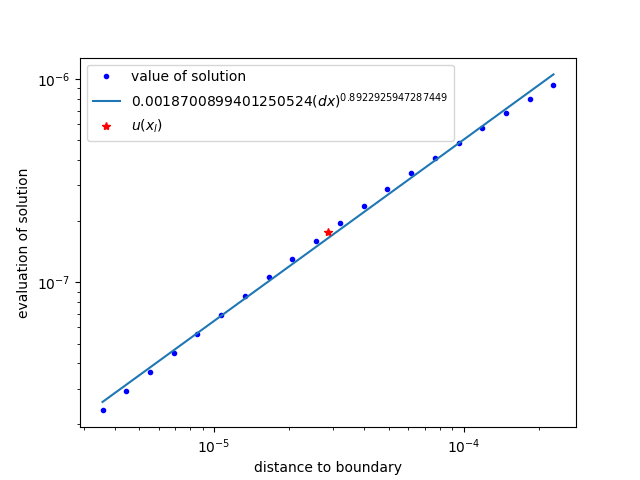 value of solution
0.0018700899401250524(dx)^0.8922925947287449
u(x_l)
10^-6
10^-7
evaluation of solution
10^-5
10^-4
distance to boundary